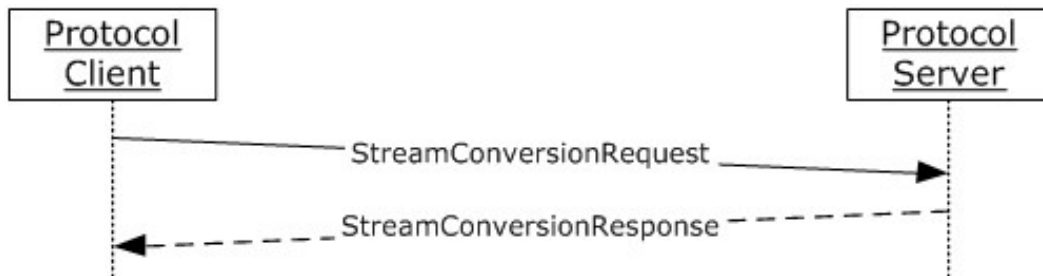 Protocol
Client
Protocol
Server
StreamConversionRequest
StreamConversionResponse